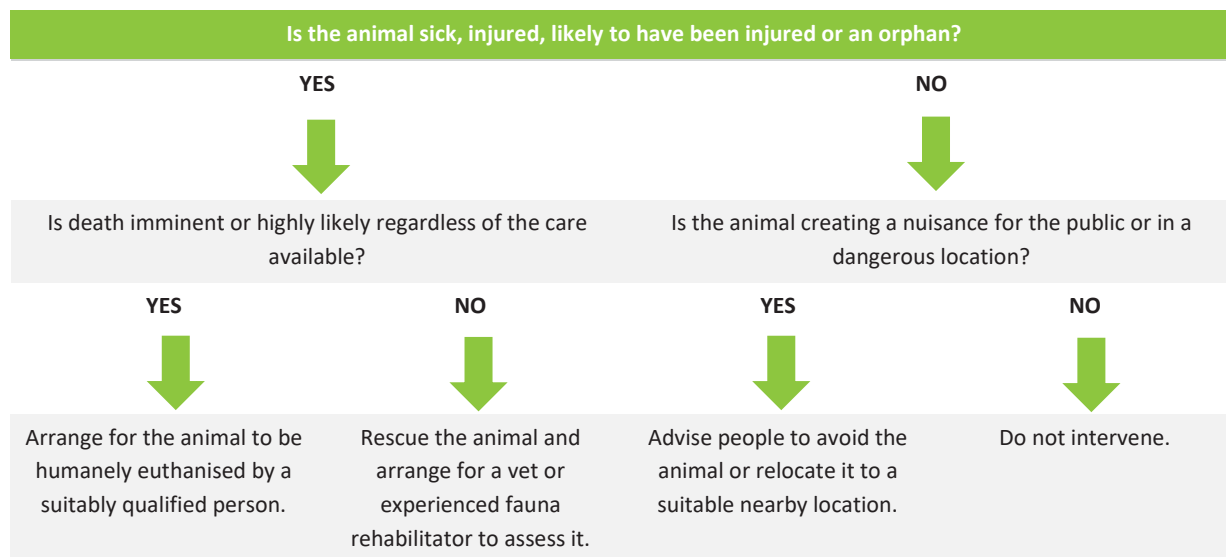 Is the animal sick, injured, likely to have been injured or an orphan?
YES
NO
Is death imminent or highly likely regardless of the care
available?
Is the animal creating a nuisance for the public or in a
dangerous location?
YES
NO
YES
NO
Arrange for the animal to be
humanely euthanised by a
suitably qualified person.
Rescue the animal and
arrange for a vet or
experienced fauna
rehabilitator to assess it.
Advise people to avoid the
animal or relocate it to a
suitable nearby location.
Do not intervene.